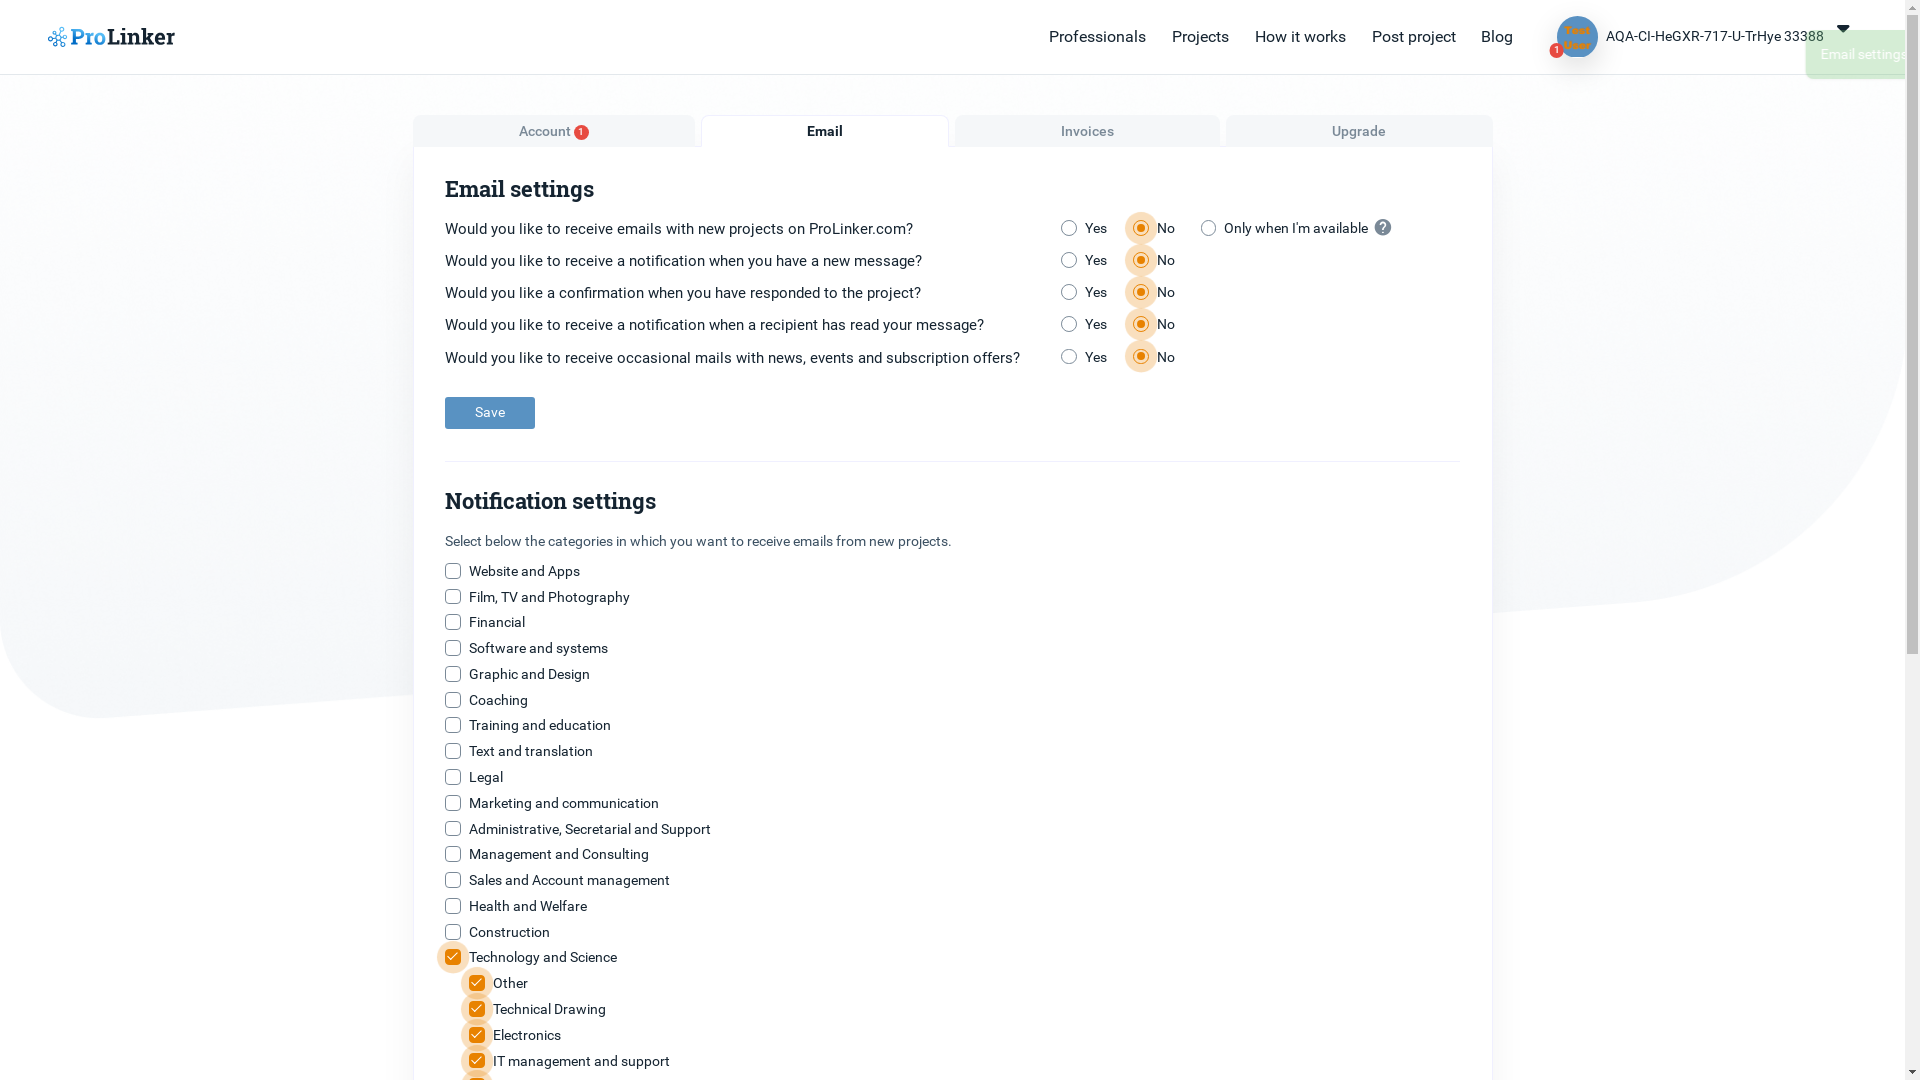 ProLinker
Professionals
Projects
How it works
Post project
Blog
Test
User
1
AQA-CI-HeGXR-717-U-TrHye 33388
Email settings
Account 1
Email
Invoices
Upgrade
Email settings
Would you like to receive emails with new projects on ProLinker.com? Yes No Only when I'm available ?
Would you like to receive a notification when you have a new message? Yes No
Would you like a confirmation when you have responded to the project? Yes No
Would you like to receive a notification when a recipient has read your message? Yes No
Would you like to receive occasional mails with news, events and subscription offers? Yes No
Save
Notification settings
Select below the categories in which you want to receive emails from new projects.
Website and Apps
Film, TV and Photography
Financial
Software and systems
Graphic and Design
Coaching
Training and education
Text and translation
Legal
Marketing and communication
Administrative, Secretarial and Support
Management and Consulting
Sales and Account management
Health and Welfare
Construction
Technology and Science
Other
Technical Drawing
Electronics
IT management and support